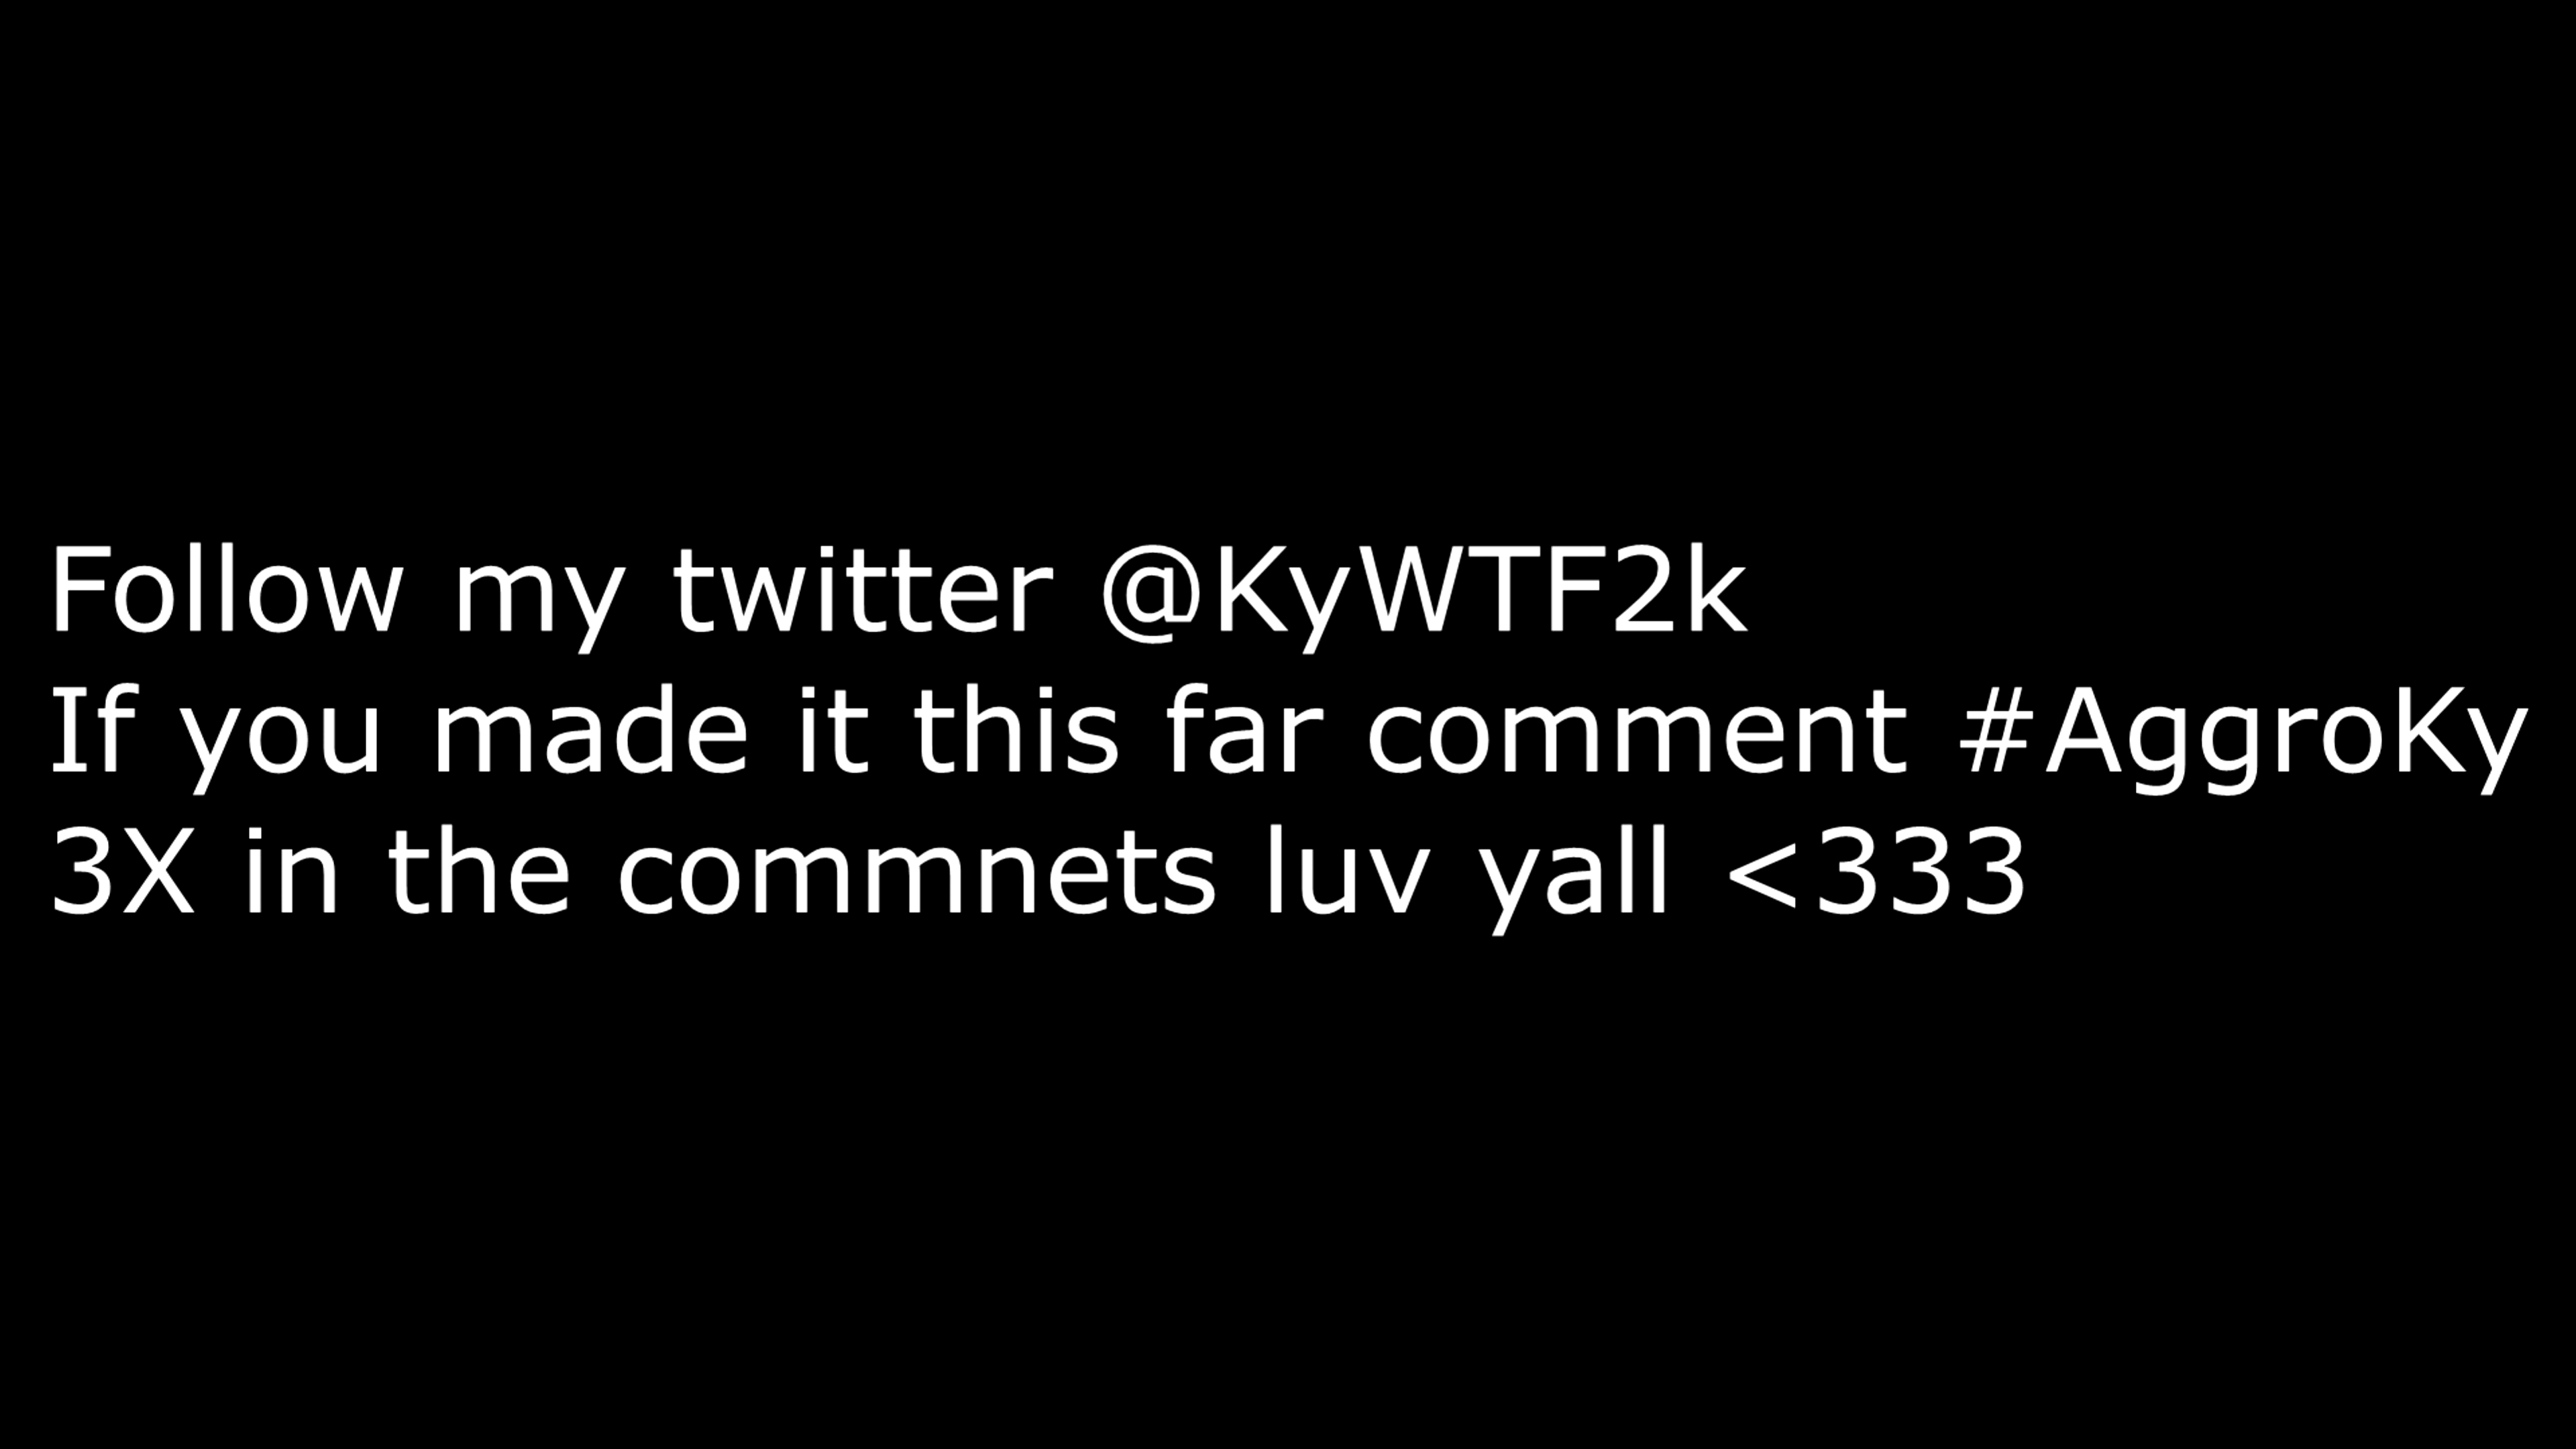 Follow my twitter @KyWTF2k
If you made it this far comment #AggroKy
3X in the commnets luv yall <333